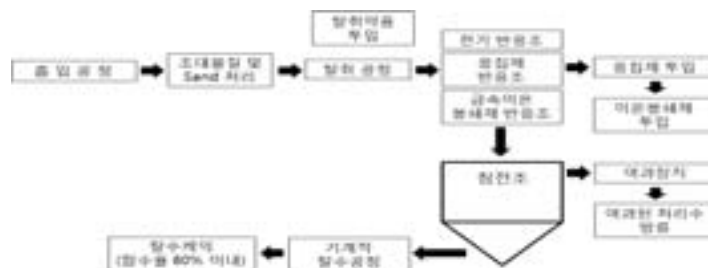 탈취약품
투입
흡 입 공 정
조대물질 및
Sand 처리
탈취 공정
전기 반응조
응집제
반응조
금속이온
봉쇄제 반응조
응집제 투입
이온봉쇄제
투입
침전조
여과장치
여과된 처리수
방류
기계적
탈수공정
탈수케익
(함수율 60% 이내)